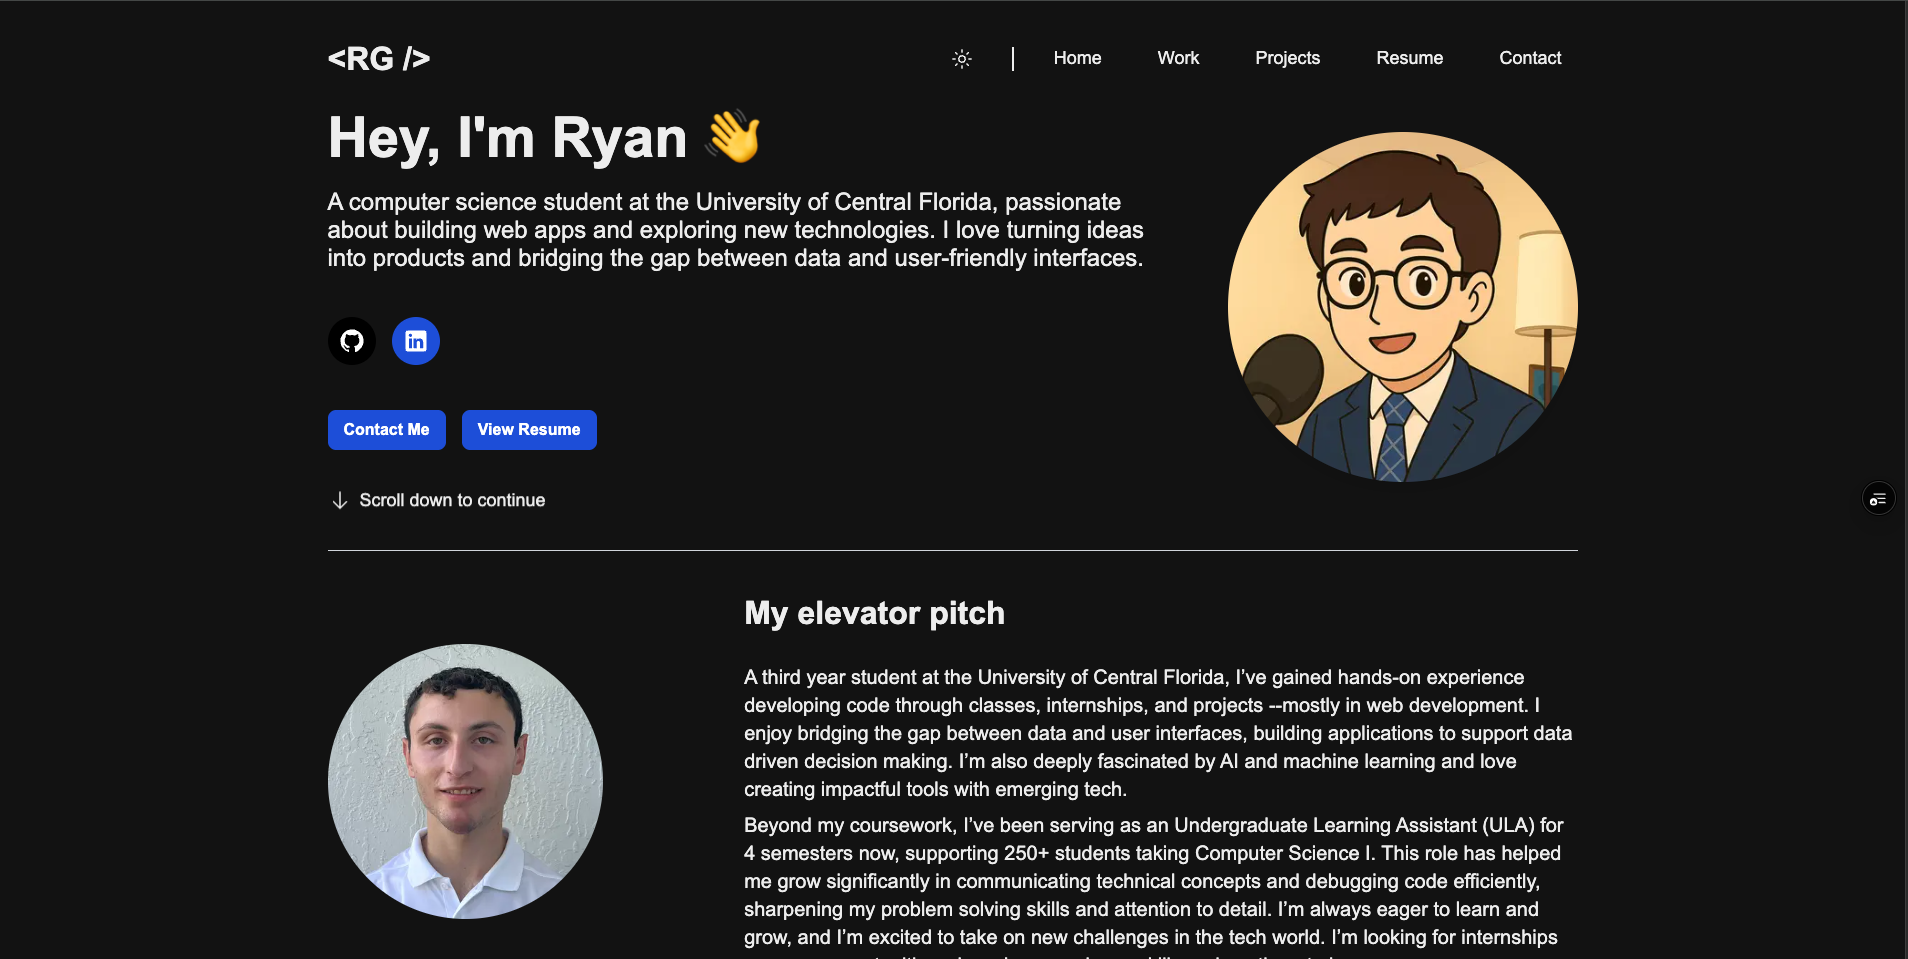 <RG />
Home
Work
Projects
Resume
Contact
Hey, I'm Ryan 👋
A computer science student at the University of Central Florida, passionate
about building web apps and exploring new technologies. I love turning ideas
into products and bridging the gap between data and user-friendly interfaces.
Contact Me
View Resume
Scroll down to continue
My elevator pitch
A third year student at the University of Central Florida, I’ve gained hands-on experience
developing code through classes, internships, and projects --mostly in web development. I
enjoy bridging the gap between data and user interfaces, building applications to support data
driven decision making. I’m also deeply fascinated by AI and machine learning and love
creating impactful tools with emerging tech.
Beyond my coursework, I’ve been serving as an Undergraduate Learning Assistant (ULA) for
4 semesters now, supporting 250+ students taking Computer Science I. This role has helped
me grow significantly in communicating technical concepts and debugging code efficiently,
sharpening my problem solving skills and attention to detail. I’m always eager to learn and
grow, and I’m excited to take on new challenges in the tech world. I’m looking for internships